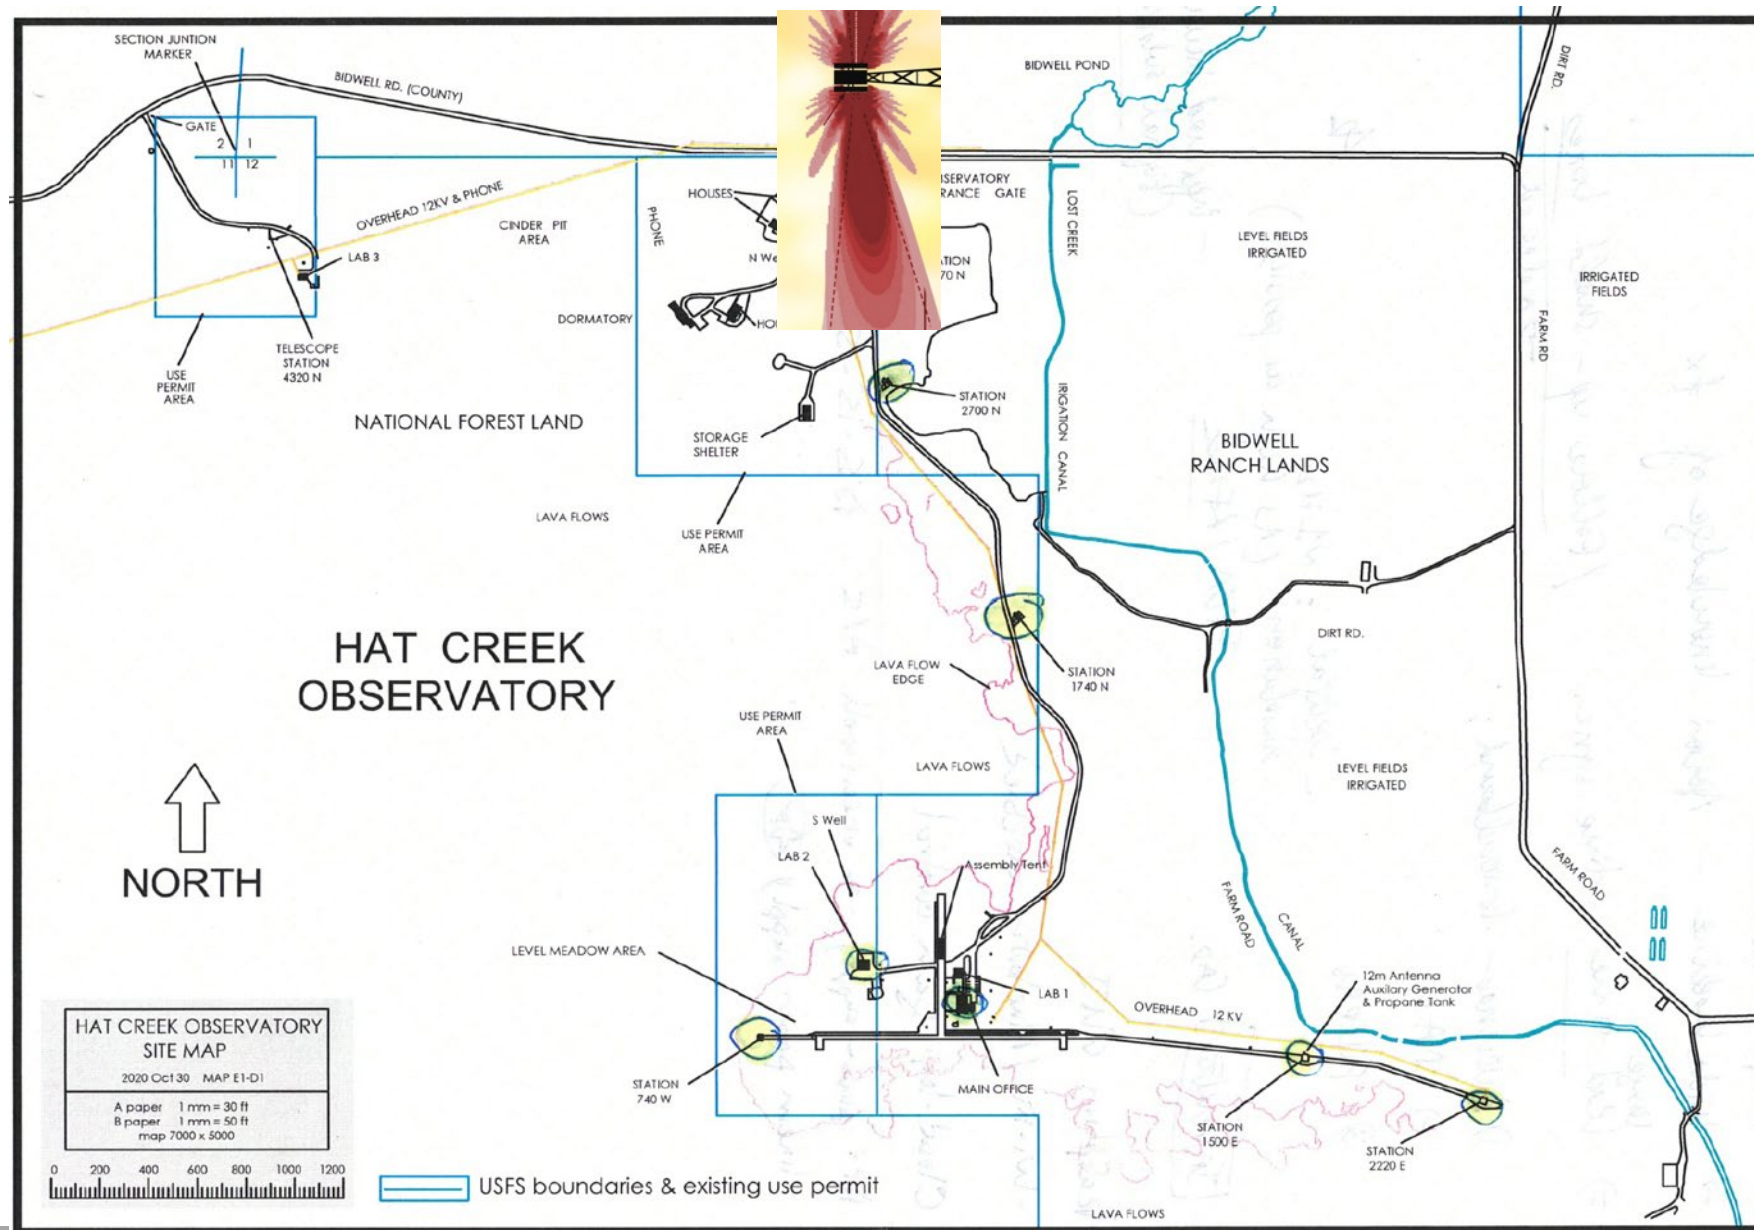 SECTION JUNTION
MARKER
BIDWELL RD. (COUNTY)
GATE
2 1
11 12
OVERHEAD 12KV & PHONE
LAB 3
CINDER PIT
AREA
TELESCOPE
STATION
4320 N
USE
PERMIT
AREA
NATIONAL FOREST LAND
PHONE
HOUSES
N We
HOU
DORMATORY
BIDWELL POND
DIRT RD.
SERVATORY
RANCE GATE
LOST CREEK
ATION
70 N
LEVEL FIELDS
IRRIGATED
IRRIGATED
FIELDS
FARM RD
STATION
2700 N
STORAGE
SHELTER
IRRIGATION CANAL
BIDWELL
RANCH LANDS
LAVA FLOWS
USE PERMIT
AREA
HAT CREEK
OBSERVATORY
DIRT RD.
LAVA FLOW
EDGE
STATION
1740 N
USE PERMIT
AREA
LAVA FLOWS
LEVEL FIELDS
IRRIGATED
NORTH
S Well
LAB 2
Assembly Tent
FARM ROAD
FARM ROAD
CANAL
LEVEL MEADOW AREA
LAB 1
12m Antenna
Auxilary Generator
& Propane Tank
OVERHEAD 12 KV
STATION
740 W
MAIN OFFICE
STATION
1500 E
STATION
2220 E
HAT CREEK OBSERVATORY
SITE MAP
2020 Oct 30 MAP E1-D1
A paper 1 mm = 30 ft
B paper 1 mm = 50 ft
map 7000 x 5000
0 200 400 600 800 1000 1200
USFS boundaries & existing use permit
LAVA FLOWS